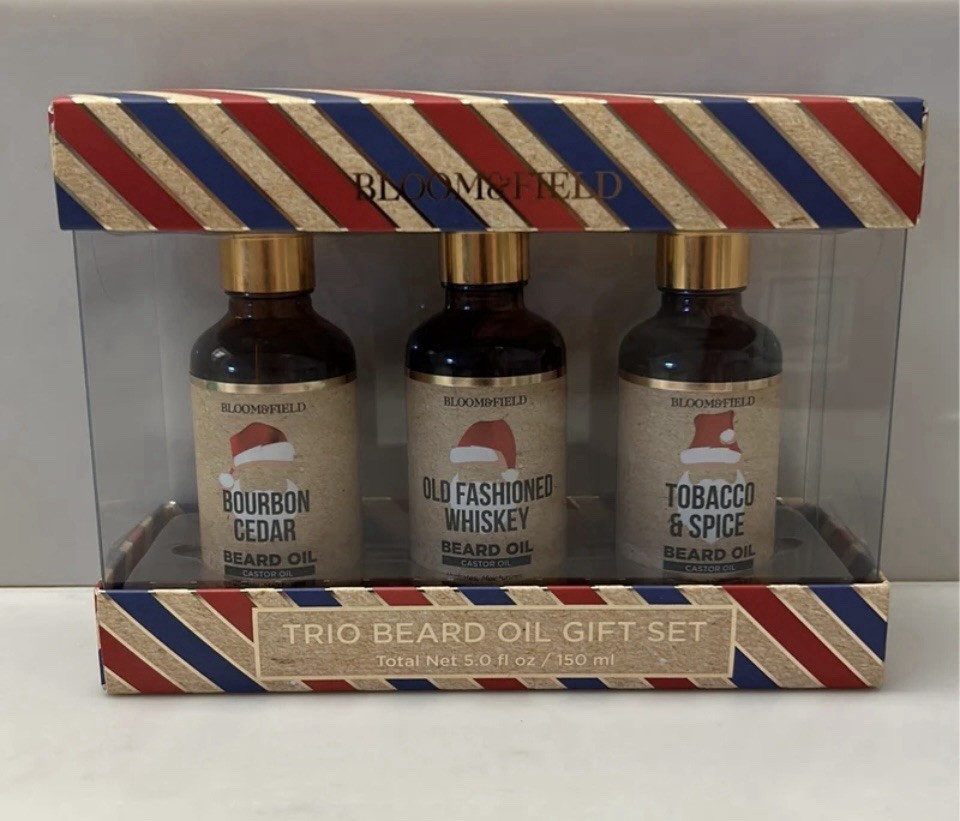 BLOOM&FIELD
BLOOM&FIELD
BOURBON
CEDAR
BEARD OIL
CASTOR OIL
BLOOM&FIELD
OLD FASHIONED
WHISKEY
BEARD OIL
CASTOR OIL
BLOOM&FIELD
TOBACCO
& SPICE
BEARD OIL
CASTOR OIL
TRIO BEARD OIL GIFT SET
Total Net 5.0 fl oz / 150 ml